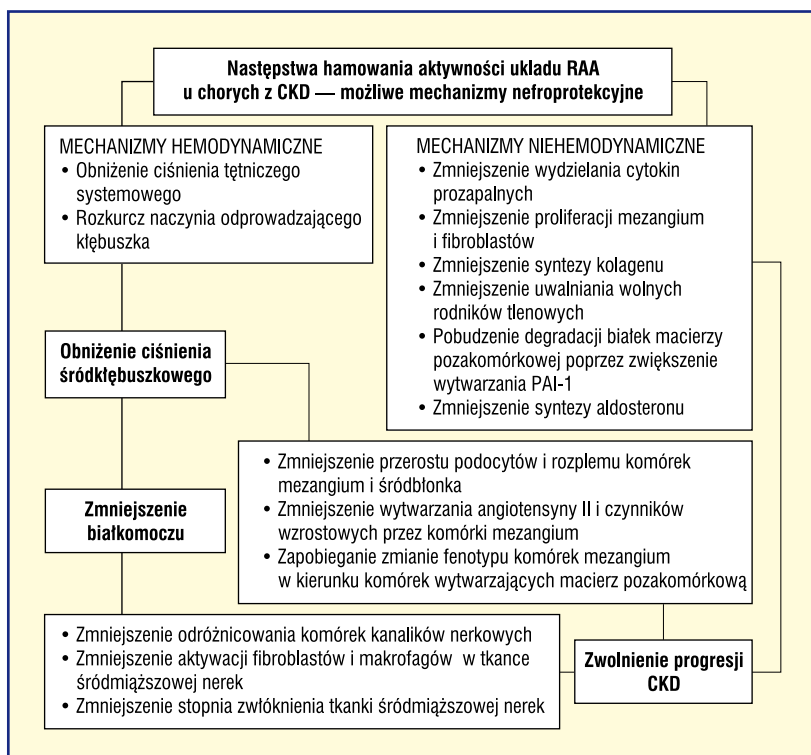 Następstwa hamowania aktywności układu RAA
u chorych z CKD — możliwe mechanizmy nefroprotekcyjne
MECHANIZMY HEMODYNAMICZNE
• Obniżenie ciśnienia tętniczego
systemowego
• Rozkurcz naczynia odprowadzającego
kłębuszka
MECHANIZMY NIEHEMODYNAMICZNE
• Zmniejszenie wydzielania cytokin
prozapalnych
• Zmniejszenie proliferacji mezangium
i fibroblastów
• Zmniejszenie syntezy kolagenu
• Zmniejszenie uwalniania wolnych
rodników tlenowych
• Pobudzenie degradacji białek macierzy
pozakomórkowej poprzez zwiększenie
wytwarzania PAI-1
• Zmniejszenie syntezy aldosteronu
Obniżenie ciśnienia
śródkłębuszkowego
• Zmniejszenie przerostu podocytów i rozplemu komórek
mezangium i śródbłonka
• Zmniejszenie wytwarzania angiotensyny II i czynników
wzrostowych przez komórki mezangium
• Zapobieganie zmianie fenotypu komórek mezangium
w kierunku komórek wytwarzających macierz pozakomórkową
Zmniejszenie
białkomoczu
• Zmniejszenie odróżnicowania komórek kanalików nerkowych
• Zmniejszenie aktywacji fibroblastów i makrofagów w tkance
śródmiąższowej nerek
• Zmniejszenie stopnia zwłóknienia tkanki śródmiąższowej nerek
Zwolnienie progresji
CKD